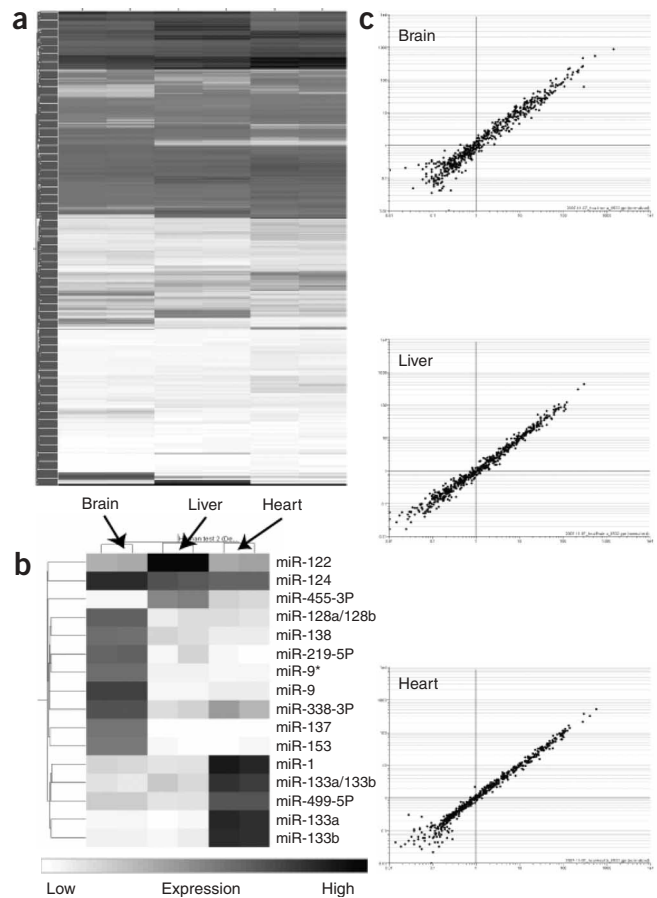 a
c
Brain
Liver
Heart
Brain
Liver
Heart
b
miR-122
miR-124
miR-455-3P
miR-128a/128b
miR-138
miR-219-5P
miR-9*
miR-9
miR-338-3P
miR-137
miR-153
miR-1
miR-133a/133b
miR-499-5P
miR-133a
miR-133b
Low Expression High